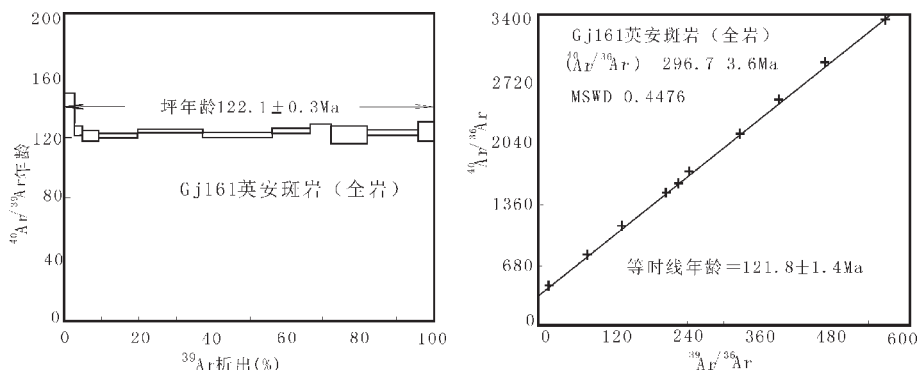 200
160
120
80
40
0
⁴⁰Ar/³⁹Ar年龄
坪年龄122.1±0.3Ma
Gj161英安斑岩（全岩）
0 20 40 60 80 100
³⁹Ar析出(%)
3400
2720
2040
1360
680
0
⁴⁰Ar/³⁶Ar
Gj161英安斑岩（全岩）
(⁴⁰Ar/³⁶Ar) 296.7 3.6Ma
MSWD 0.4476
等时线年龄＝121.8±1.4Ma
0 120 240 360 480 600
³⁹Ar/³⁶Ar